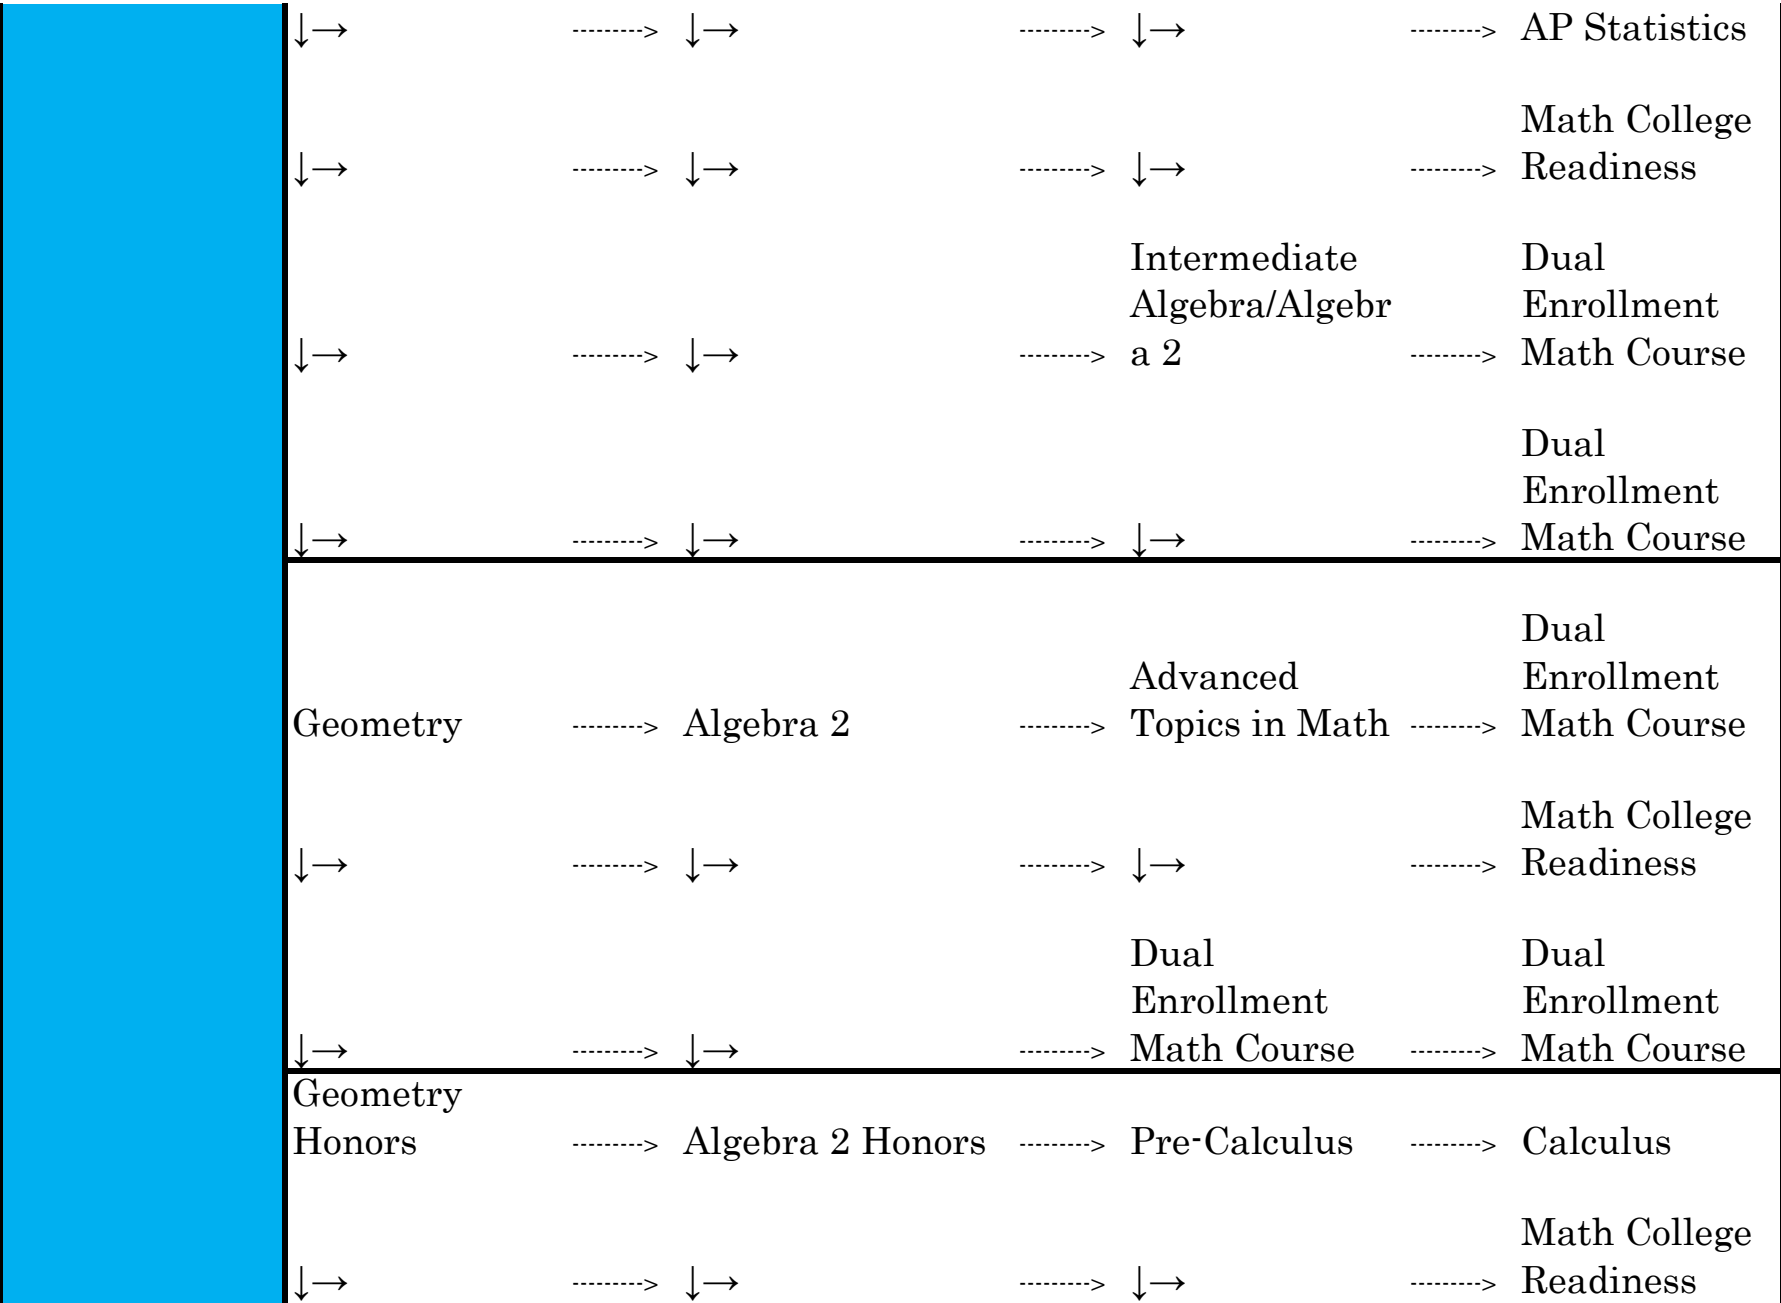 ↓→ ---------> ↓→ ---------> ↓→ ---------> AP Statistics
Math College
↓→ ---------> ↓→ ---------> ↓→ ---------> Readiness
Intermediate Dual
Algebra/Algebr Enrollment
↓→ ---------> ↓→ ---------> a 2 ---------> Math Course
Dual
Enrollment
↓→ ---------> ↓→ ---------> ↓→ ---------> Math Course
Dual
Advanced Enrollment
Geometry ---------> Algebra 2 ---------> Topics in Math ---------> Math Course
Math College
↓→ ---------> ↓→ ---------> ↓→ ---------> Readiness
Dual Dual
Enrollment Enrollment
↓→ ---------> ↓→ ---------> Math Course ---------> Math Course
Geometry
Honors ---------> Algebra 2 Honors ---------> Pre-Calculus ---------> Calculus
Math College
↓→ ---------> ↓→ ---------> ↓→ ---------> Readiness